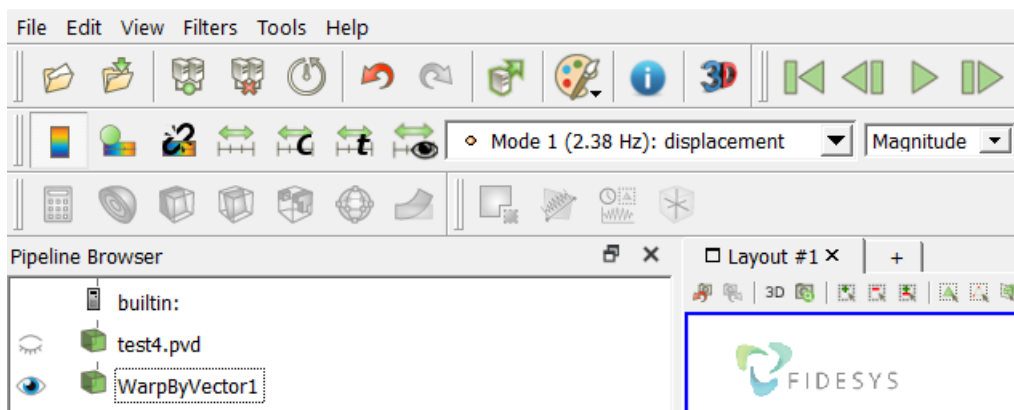 File Edit View Filters Tools Help
3D
C t
Mode 1 (2.38 Hz): displacement Magnitude
Pipeline Browser
Layout #1 +
builtin:
3D
test4.pvd
WarpByVector1
FIDESYS